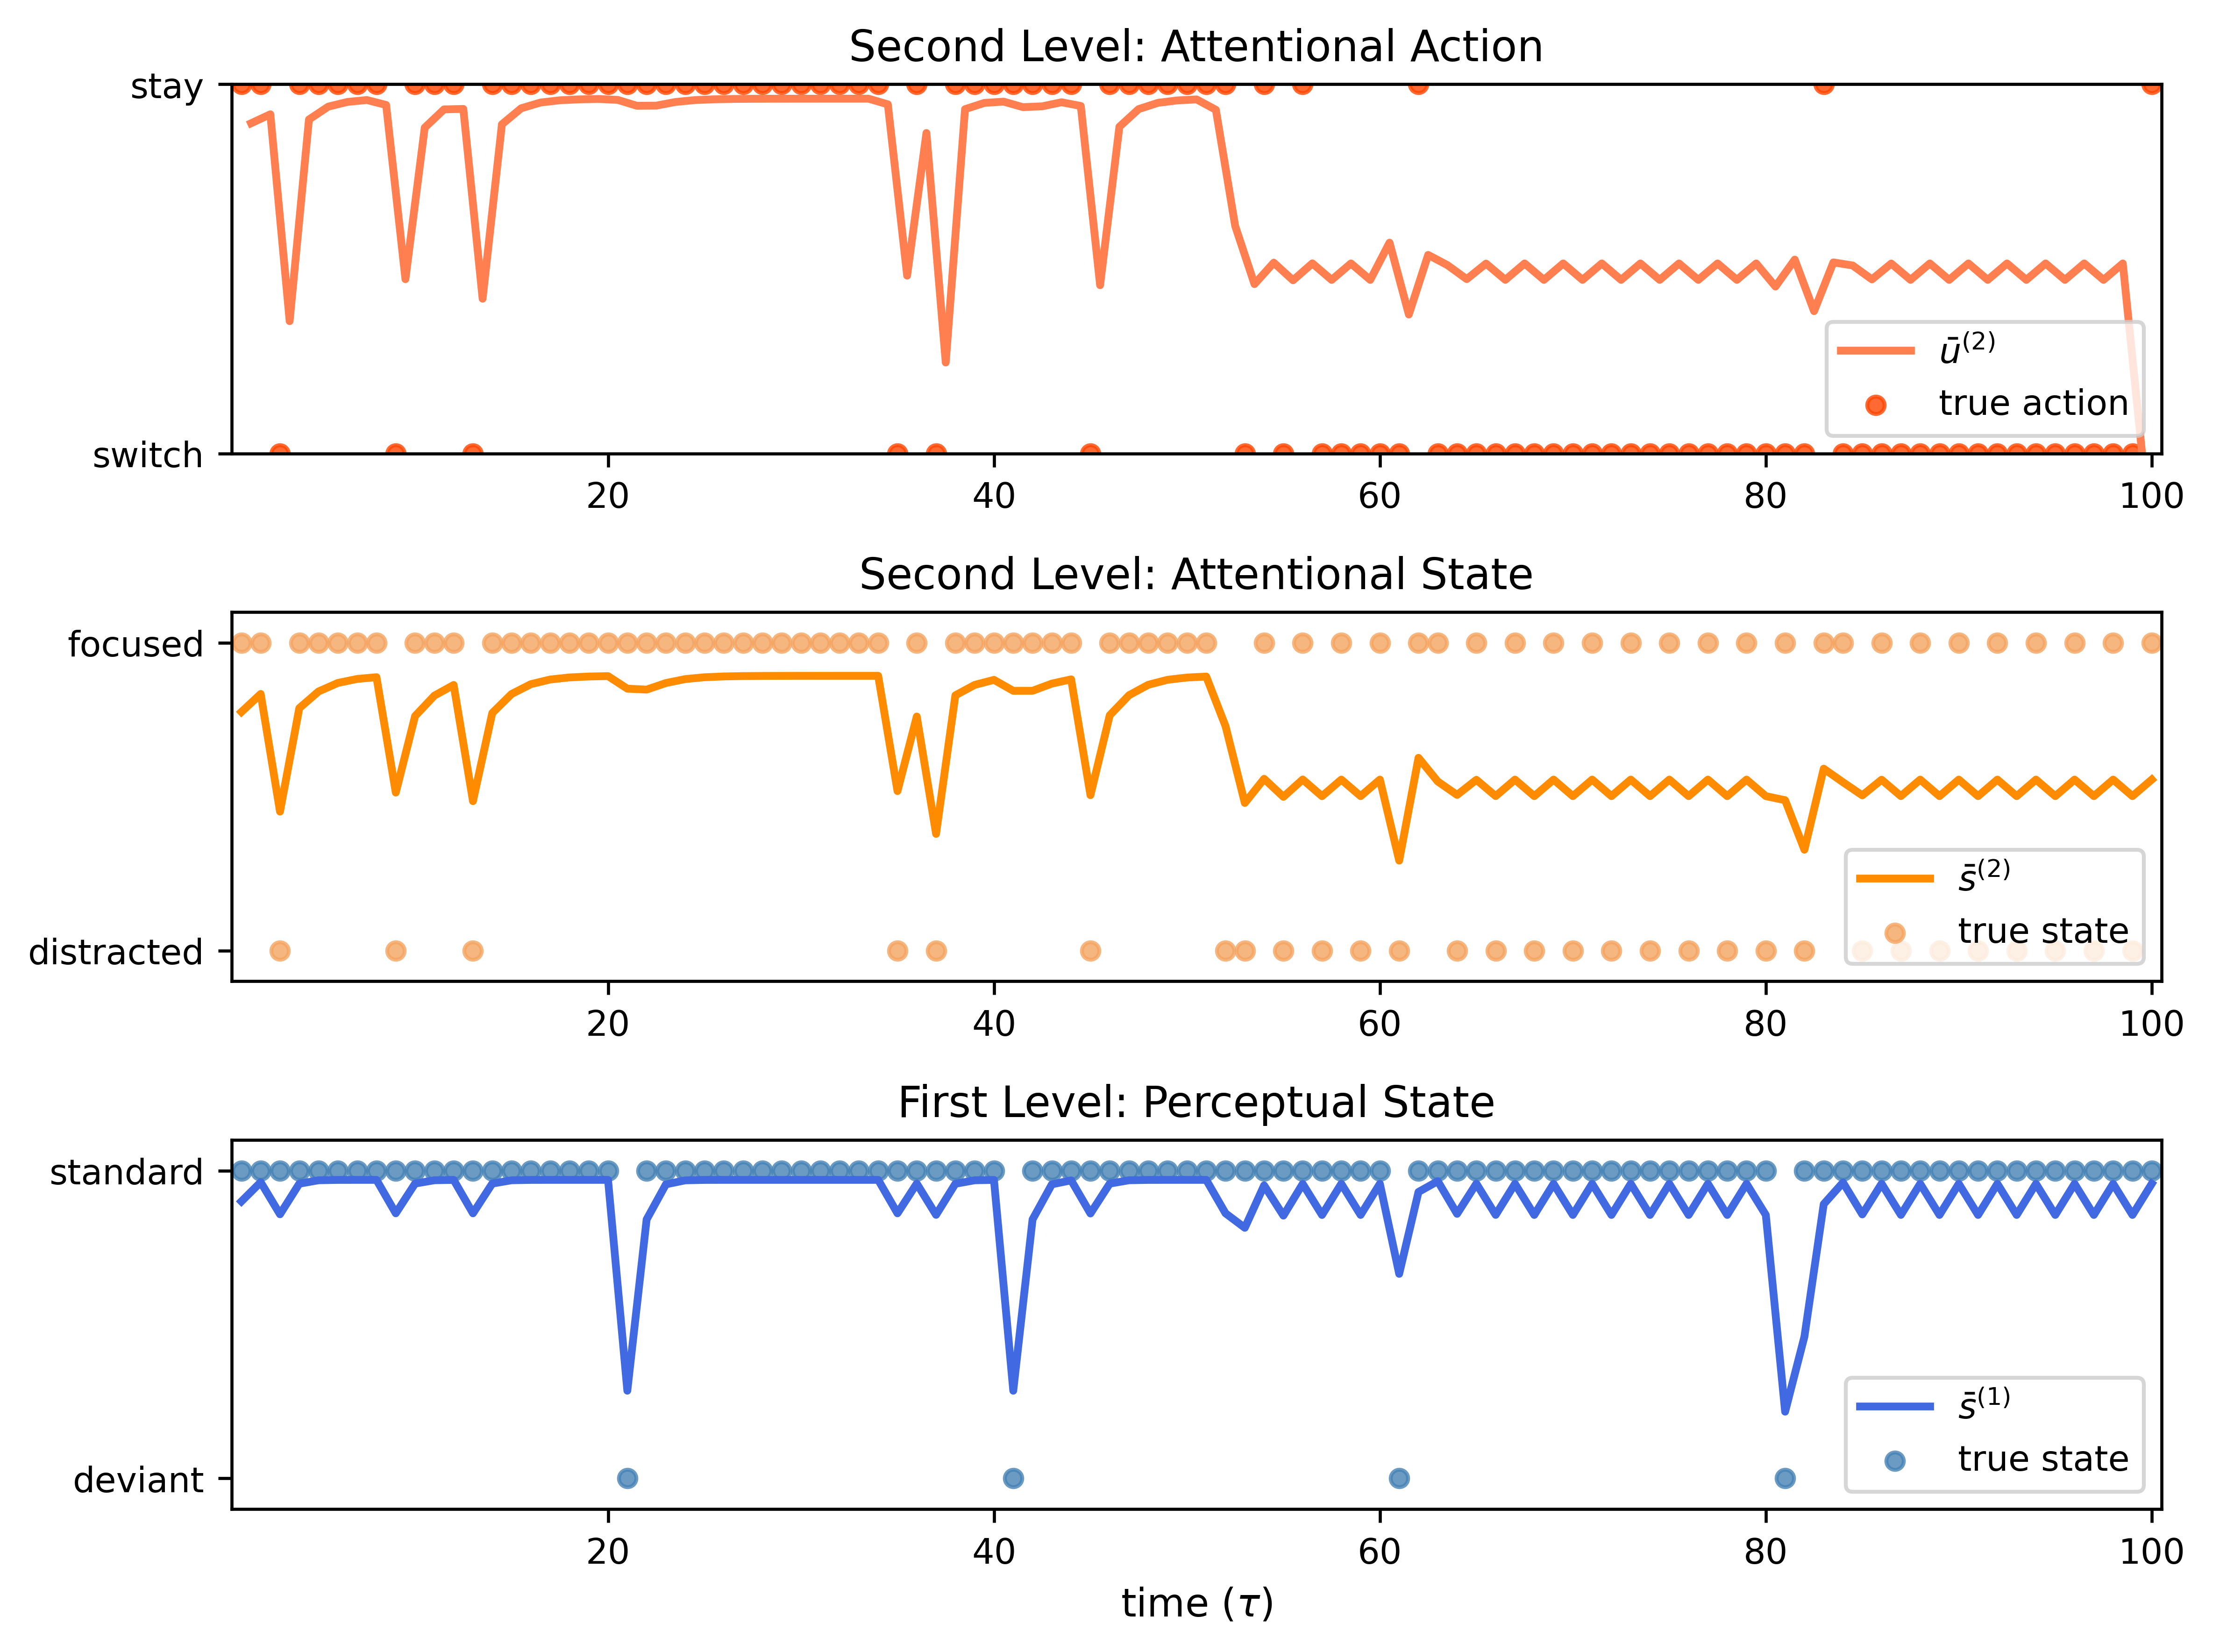 Second Level: Attentional Action
stay
switch
ū⁽²⁾
true action
20 40 60 80 100
Second Level: Attentional State
focused
distracted
s̄⁽²⁾
true state
20 40 60 80 100
First Level: Perceptual State
standard
deviant
s̄⁽¹⁾
true state
20 40 60 80 100
time (τ)